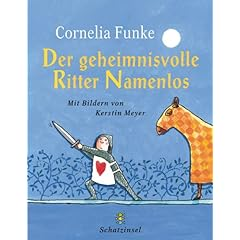 Cornelia Funke
Der geheimnisvolle
Ritter Namenlos
Mit Bildern von
Kerstin Meyer
Schatzinsel